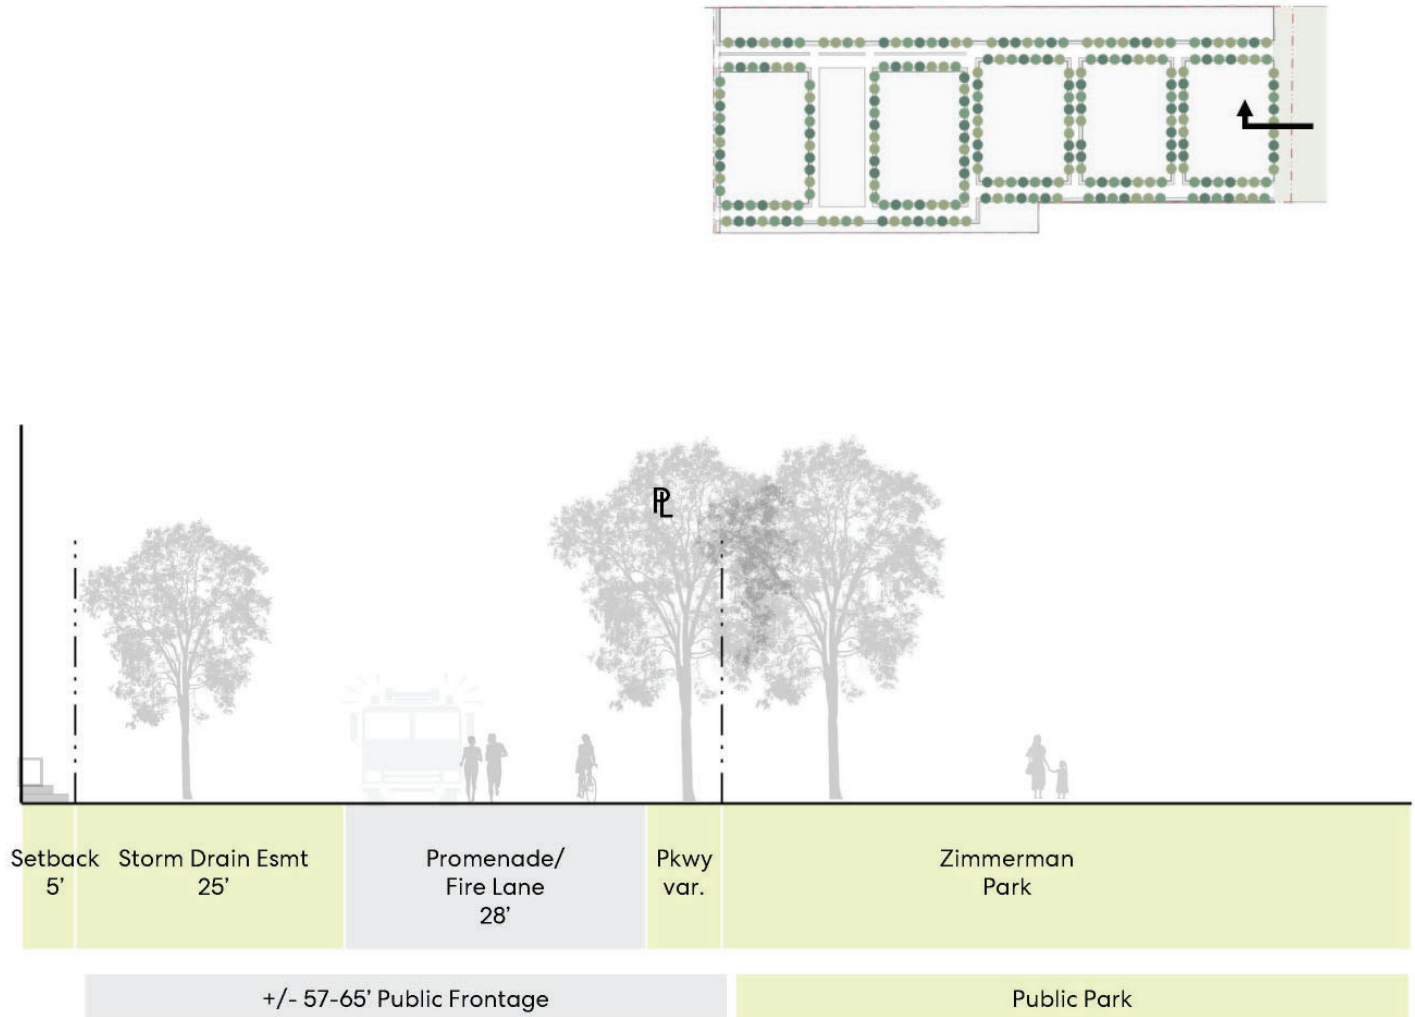 PL
Setback
5’
Storm Drain Esmt
25’
Promenade/
Fire Lane
28’
Pkwy
var.
Zimmerman
Park
+/- 57-65’ Public Frontage
Public Park